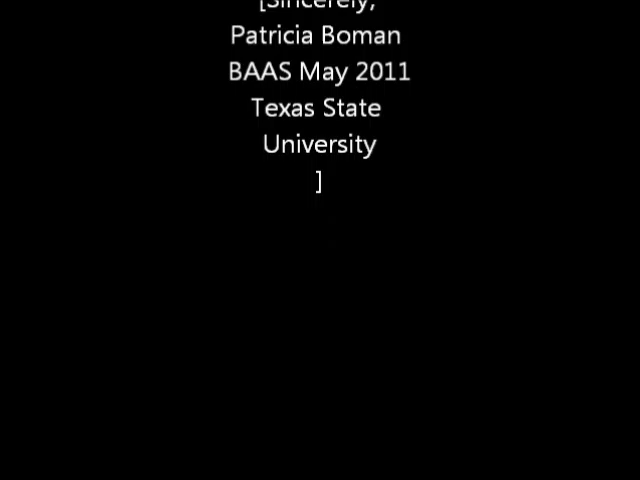 [Sincerely,
Patricia Boman
BAAS May 2011
Texas State
University
]